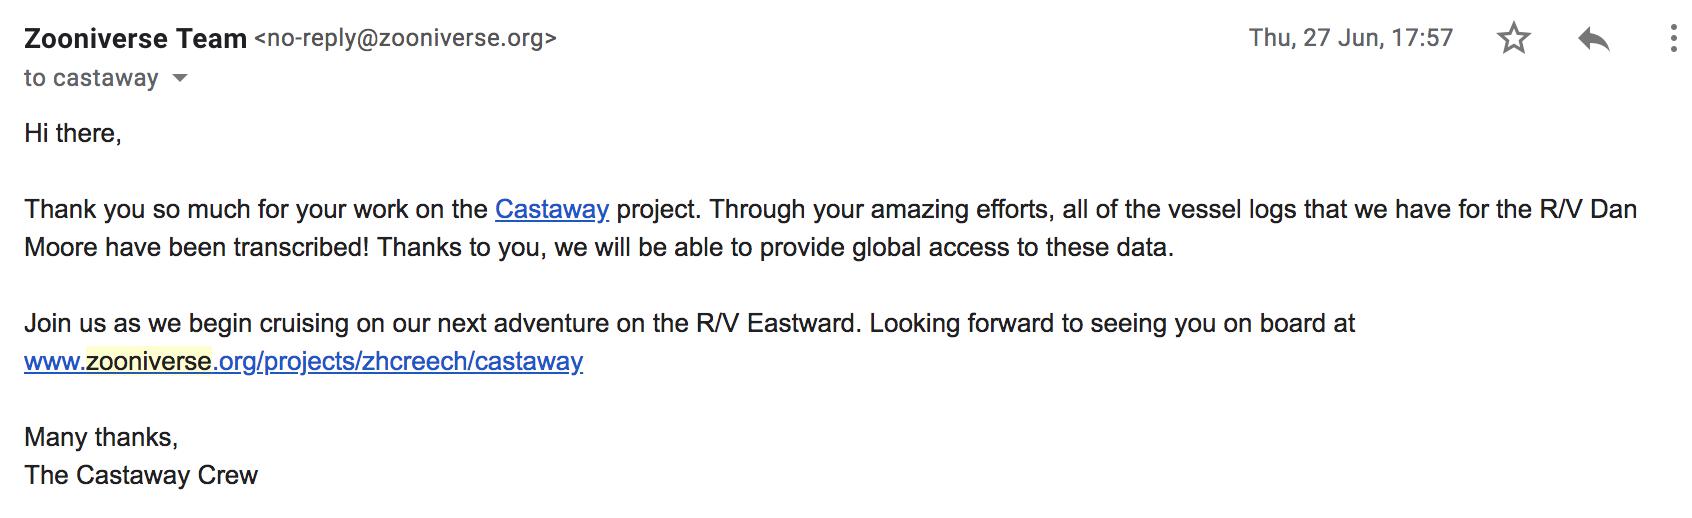 Zooniverse Team <no-reply@zooniverse.org> Thu, 27 Jun, 17:57
to castaway
Hi there,
Thank you so much for your work on the Castaway project. Through your amazing efforts, all of the vessel logs that we have for the R/V Dan
Moore have been transcribed! Thanks to you, we will be able to provide global access to these data.
Join us as we begin cruising on our next adventure on the R/V Eastward. Looking forward to seeing you on board at
www.zooniverse.org/projects/zhcreech/castaway
Many thanks,
The Castaway Crew